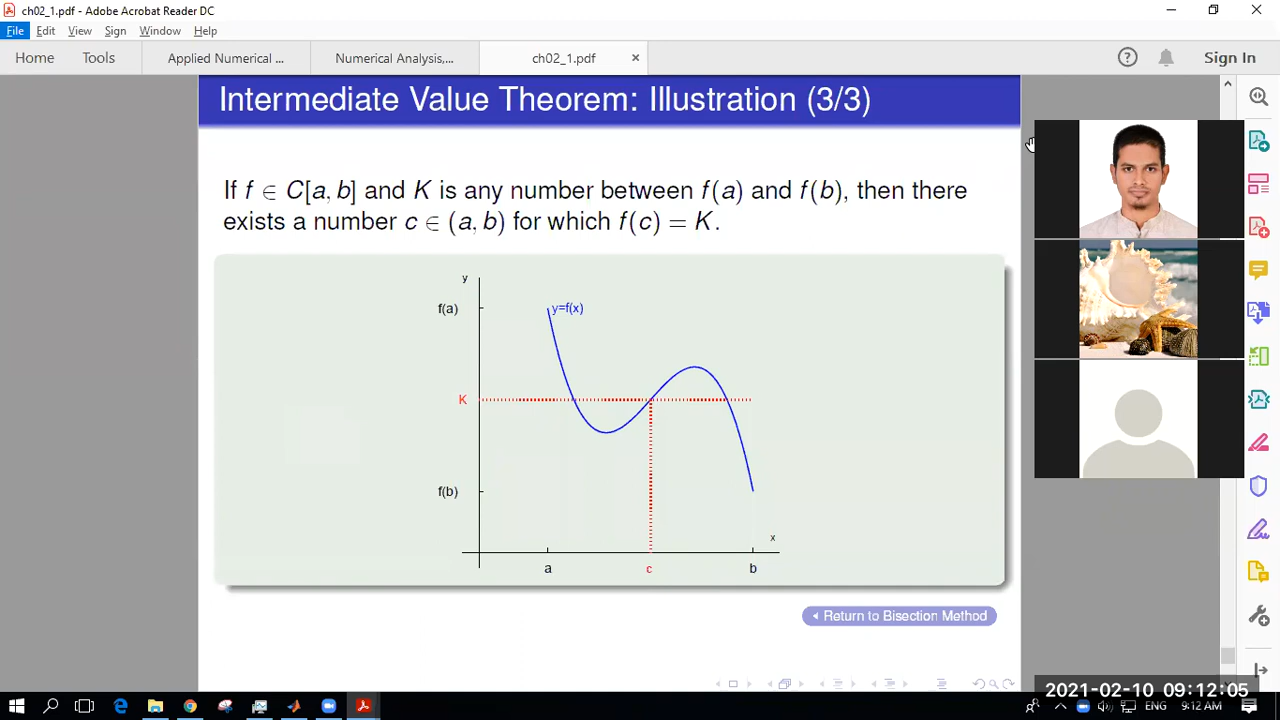 ch02_1.pdf - Adobe Acrobat Reader DC
File Edit View Sign Window Help
Home Tools Applied Numerical ... Numerical Analysis,... ch02_1.pdf × Sign In
Intermediate Value Theorem: Illustration (3/3)
If f ∈ C[a, b] and K is any number between f(a) and f(b), then there
exists a number c ∈ (a, b) for which f(c) = K.
y
f(a) y=f(x)
K
f(b)
x
a c b
Return to Bisection Method
2021-02-10 09:12:05
ENG 9:12 AM